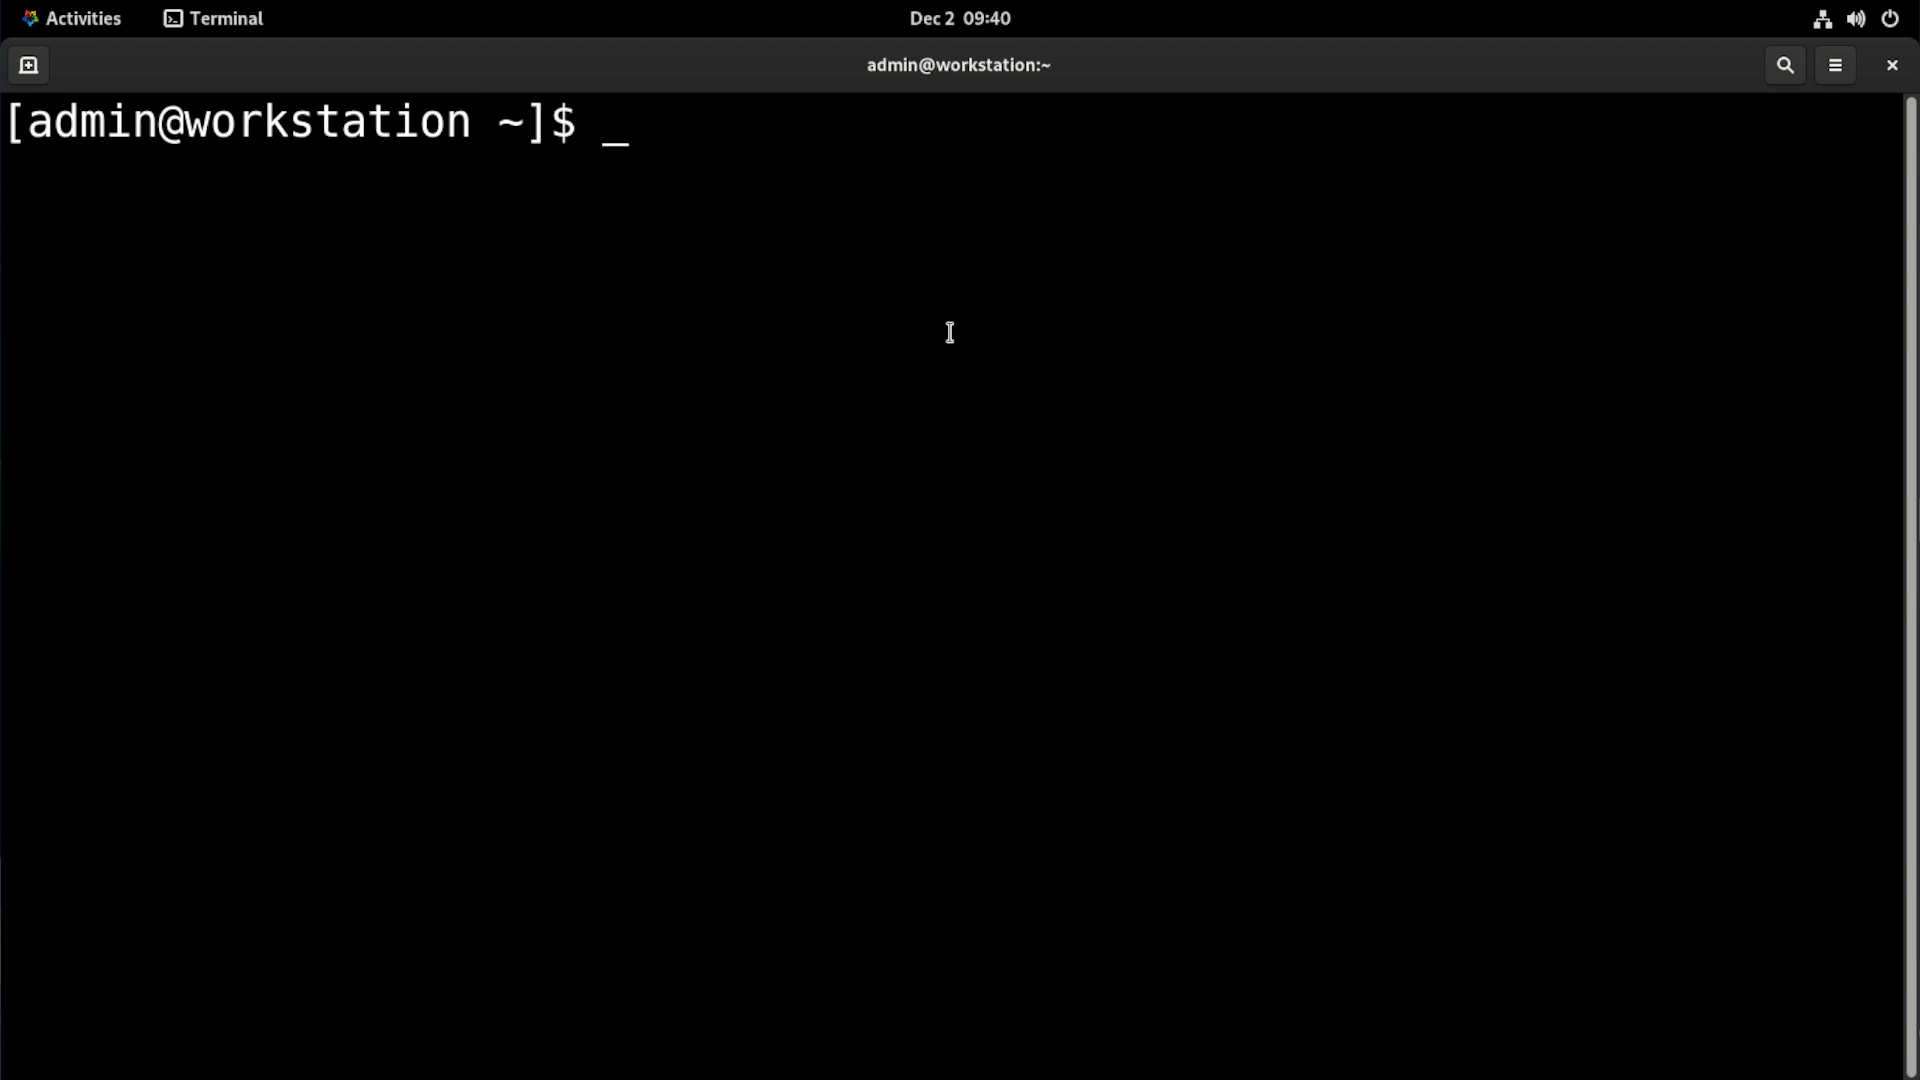 Activities Terminal Dec 2 09:40
admin@workstation:~
[admin@workstation ~]$ _